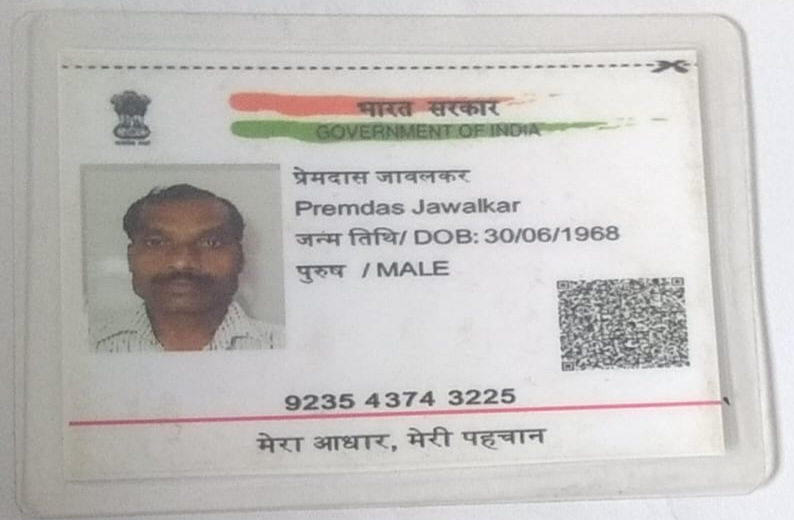 भारत सरकार
GOVERNMENT OF INDIA
प्रेमदास जावलकर
Premdas Jawalkar
जन्म तिथि/ DOB: 30/06/1968
पुरुष / MALE
9235 4374 3225
मेरा आधार, मेरी पहचान